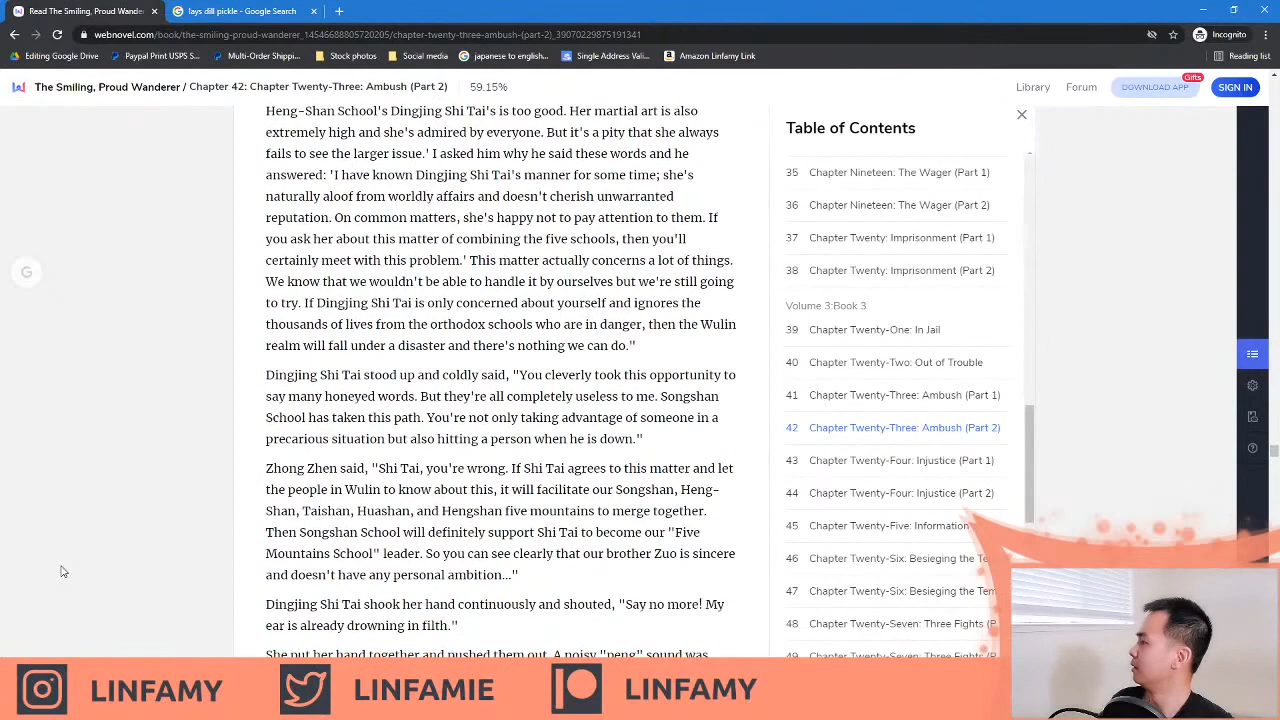 Read The Smiling, Proud Wande
lays dill pickle - Google Search
webnovel.com/book/the-smiling-proud-wanderer_14546688805720205/chapter-twenty-three-ambush-(part-2)_39070229875191341
Incognito
Editing Google Drive
Paypal Print USPS S...
Multi-Order Shippi...
Stock photos
Social media
japanese to english...
Single Address Vali...
Amazon Linfamy Link
Reading list
The Smiling, Proud Wanderer / Chapter 42: Chapter Twenty-Three: Ambush (Part 2)
59.15%
Library
Forum
DOWNLOAD APP
Gifts
SIGN IN
Heng-Shan School's Dingjing Shi Tai's is too good. Her martial art is also
extremely high and she's admired by everyone. But it's a pity that she always
fails to see the larger issue.' I asked him why he said these words and he
answered: 'I have known Dingjing Shi Tai's manner for some time; she's
naturally aloof from worldly affairs and doesn't cherish unwarranted
reputation. On common matters, she's happy not to pay attention to them. If
you ask her about this matter of combining the five schools, then you'll
certainly meet with this problem.' This matter actually concerns a lot of things.
We know that we wouldn't be able to handle it by ourselves but we're still going
to try. If Dingjing Shi Tai is only concerned about yourself and ignores the
thousands of lives from the orthodox schools who are in danger, then the Wulin
realm will fall under a disaster and there's nothing we can do."
Dingjing Shi Tai stood up and coldly said, "You cleverly took this opportunity to
say many honeyed words. But they're all completely useless to me. Songshan
School has taken this path. You're not only taking advantage of someone in a
precarious situation but also hitting a person when he is down."
Zhong Zhen said, "Shi Tai, you're wrong. If Shi Tai agrees to this matter and let
the people in Wulin to know about this, it will facilitate our Songshan, Heng-
Shan, Taishan, Huashan, and Hengshan five mountains to merge together.
Then Songshan School will definitely support Shi Tai to become our "Five
Mountains School" leader. So you can see clearly that our brother Zuo is sincere
and doesn't have any personal ambition..."
Dingjing Shi Tai shook her hand continuously and shouted, "Say no more! My
ear is already drowning in filth."
She put her hand together and pushed them out. A noisy "peng" sound was
Table of Contents
35 Chapter Nineteen: The Wager (Part 1)
36 Chapter Nineteen: The Wager (Part 2)
37 Chapter Twenty: Imprisonment (Part 1)
38 Chapter Twenty: Imprisonment (Part 2)
Volume 3:Book 3
39 Chapter Twenty-One: In Jail
40 Chapter Twenty-Two: Out of Trouble
41 Chapter Twenty-Three: Ambush (Part 1)
42 Chapter Twenty-Three: Ambush (Part 2)
43 Chapter Twenty-Four: Injustice (Part 1)
44 Chapter Twenty-Four: Injustice (Part 2)
45 Chapter Twenty-Five: Information
46 Chapter Twenty-Six: Besieging the Te
47 Chapter Twenty-Six: Besieging the Tem
48 Chapter Twenty-Seven: Three Fights (P
49 Chapter Twenty-Seven: Three Fights (P
G
LINFAMY
LINFAMIE
LINFAMY